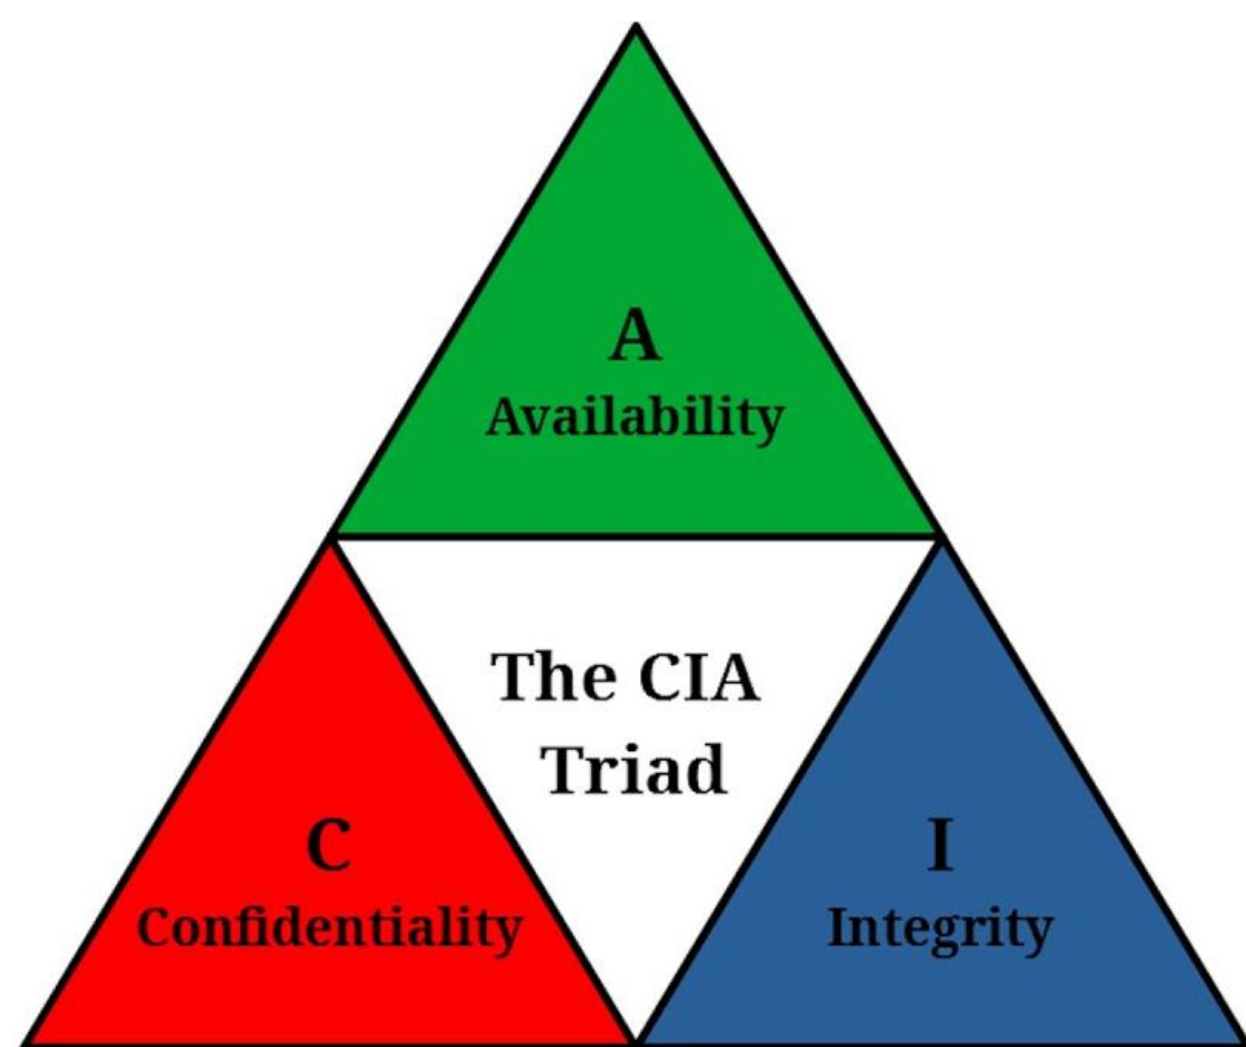 A
Availability
The CIA
Triad
C
Confidentiality
I
Integrity